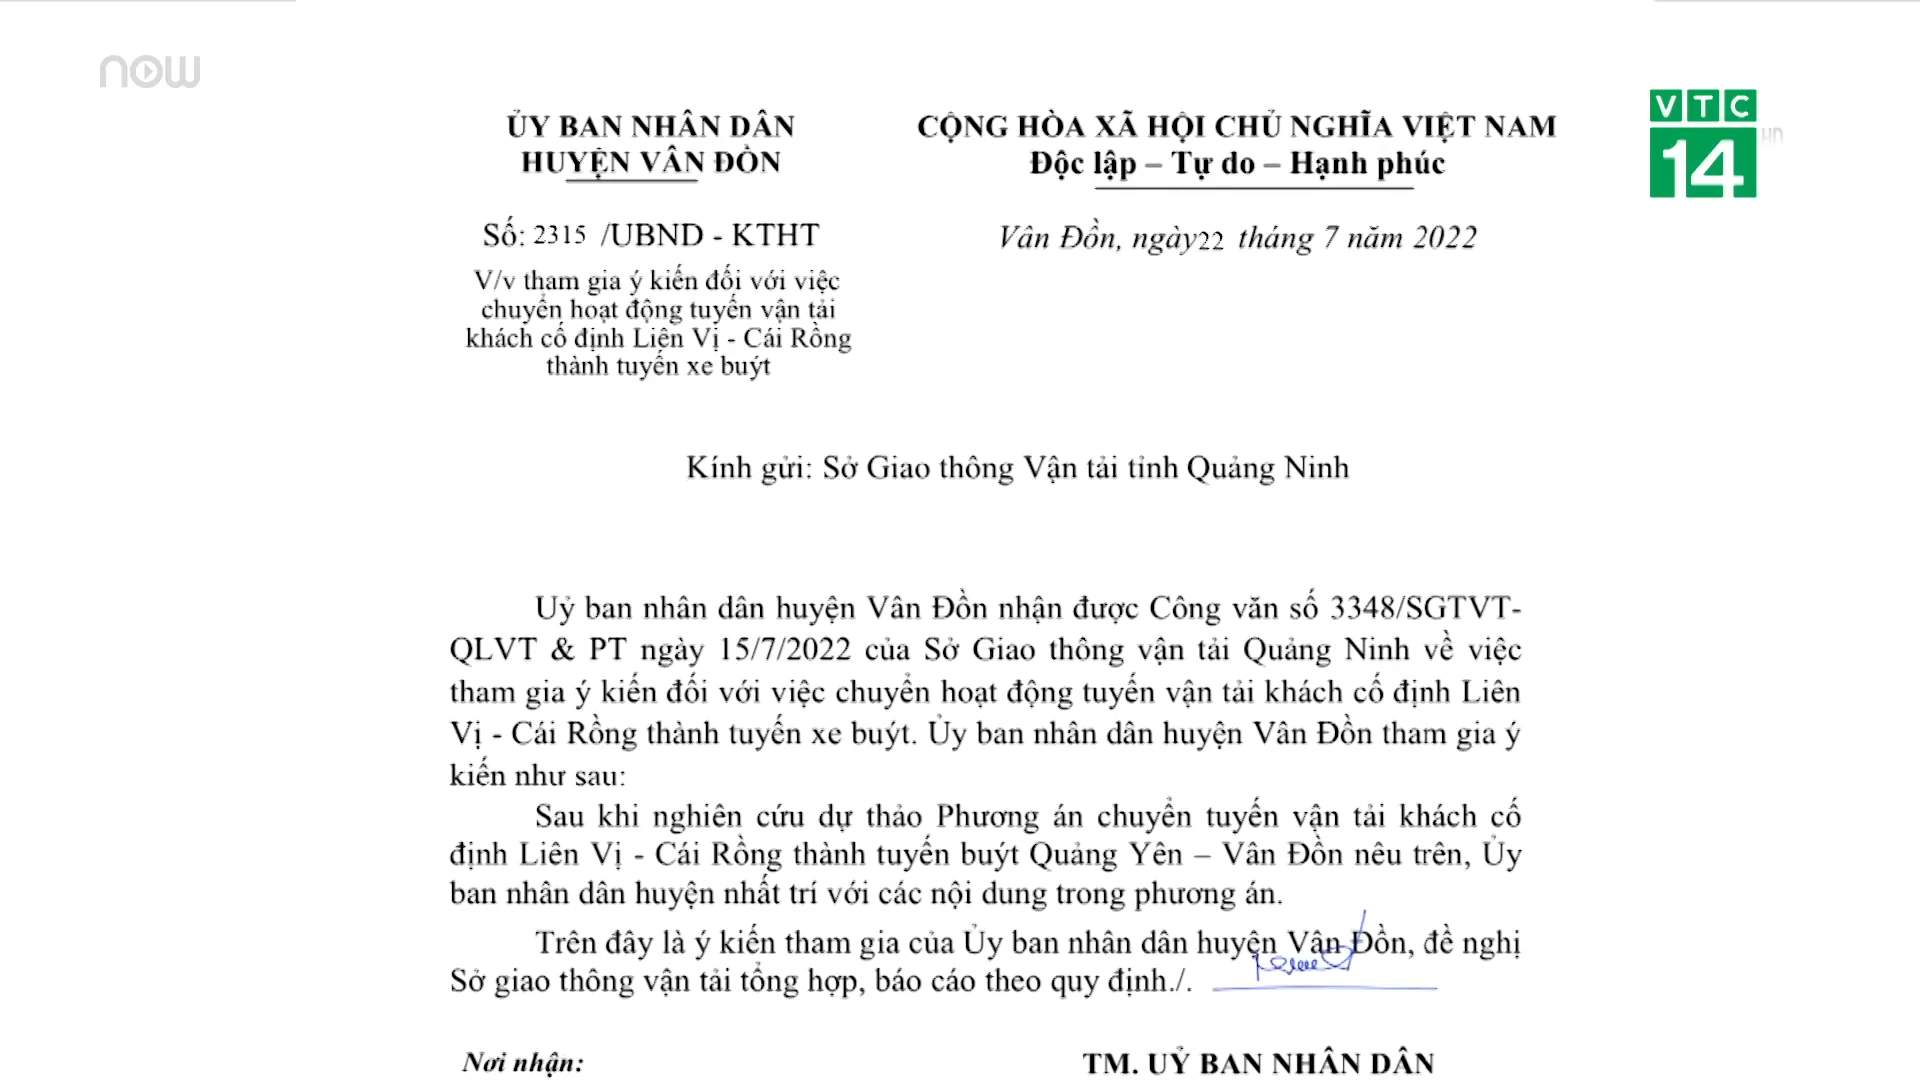 now
VTC
14
ỦY BAN NHÂN DÂN
HUYỆN VÂN ĐỒN
CỘNG HÒA XÃ HỘI CHỦ NGHĨA VIỆT NAM
Độc lập – Tự do – Hạnh phúc
Số: 2315 /UBND - KTHT
Vân Đồn, ngày 22 tháng 7 năm 2022
V/v tham gia ý kiến đối với việc
chuyển hoạt động tuyến vận tải
khách cố định Liên Vị - Cái Rồng
thành tuyến xe buýt
Kính gửi: Sở Giao thông Vận tải tỉnh Quảng Ninh
Uỷ ban nhân dân huyện Vân Đồn nhận được Công văn số 3348/SGTVT-
QLVT & PT ngày 15/7/2022 của Sở Giao thông vận tải Quảng Ninh về việc
tham gia ý kiến đối với việc chuyển hoạt động tuyến vận tải khách cố định Liên
Vị - Cái Rồng thành tuyến xe buýt. Ủy ban nhân dân huyện Vân Đồn tham gia ý
kiến như sau:
Sau khi nghiên cứu dự thảo Phương án chuyển tuyến vận tải khách cố
định Liên Vị - Cái Rồng thành tuyến buýt Quảng Yên – Vân Đồn nêu trên, Ủy
ban nhân dân huyện nhất trí với các nội dung trong phương án.
Trên đây là ý kiến tham gia của Ủy ban nhân dân huyện Vân Đồn, đề nghị
Sở giao thông vận tải tổng hợp, báo cáo theo quy định./.
Nơi nhận:
TM. UỶ BAN NHÂN DÂN